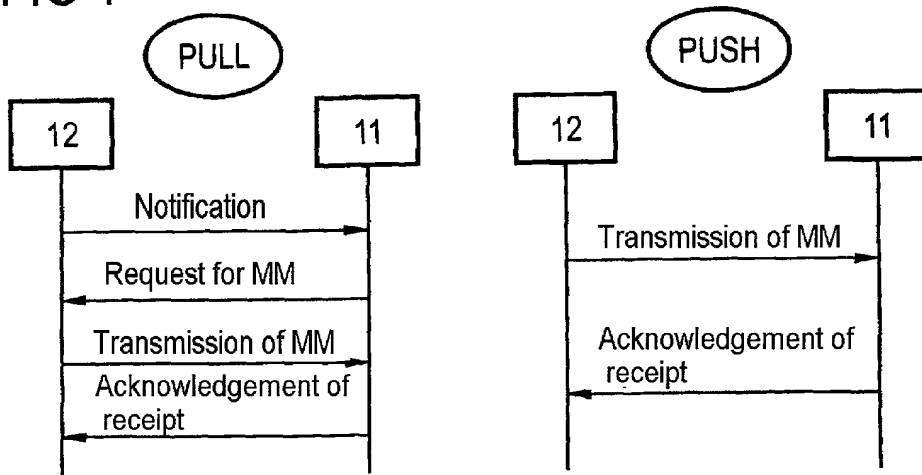 PULL
12
11
Notification
Request for MM
Transmission of MM
Acknowledgement of
receipt
PUSH
12
11
Transmission of MM
Acknowledgement of
receipt